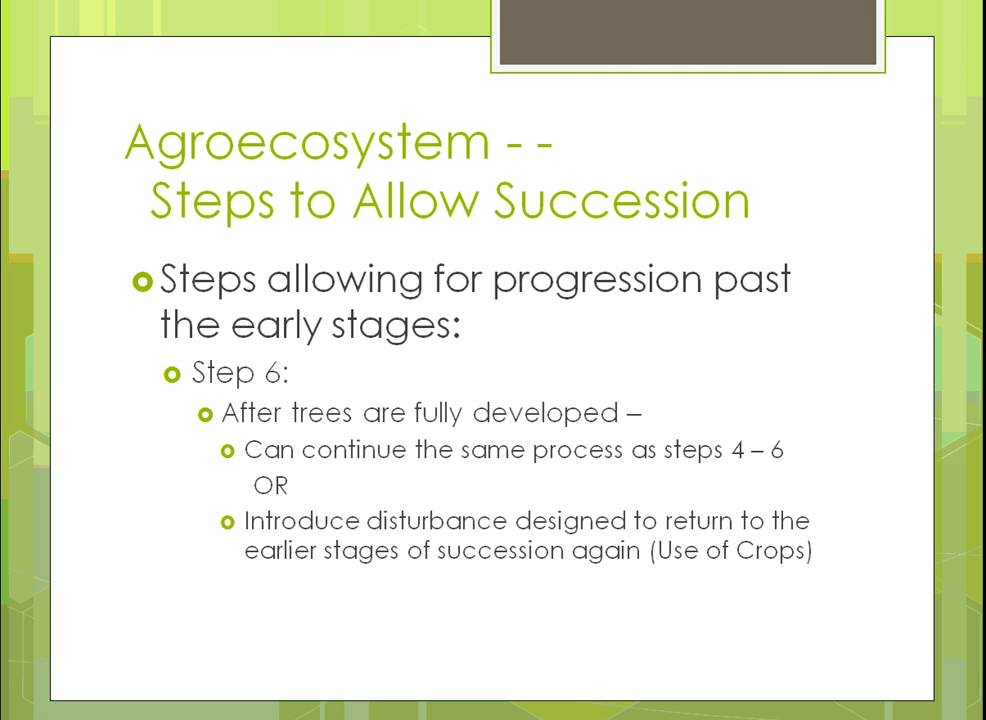 Agroecosystem - -
Steps to Allow Succession
Steps allowing for progression past
the early stages:
Step 6:
After trees are fully developed –
Can continue the same process as steps 4 – 6
OR
Introduce disturbance designed to return to the
earlier stages of succession again (Use of Crops)